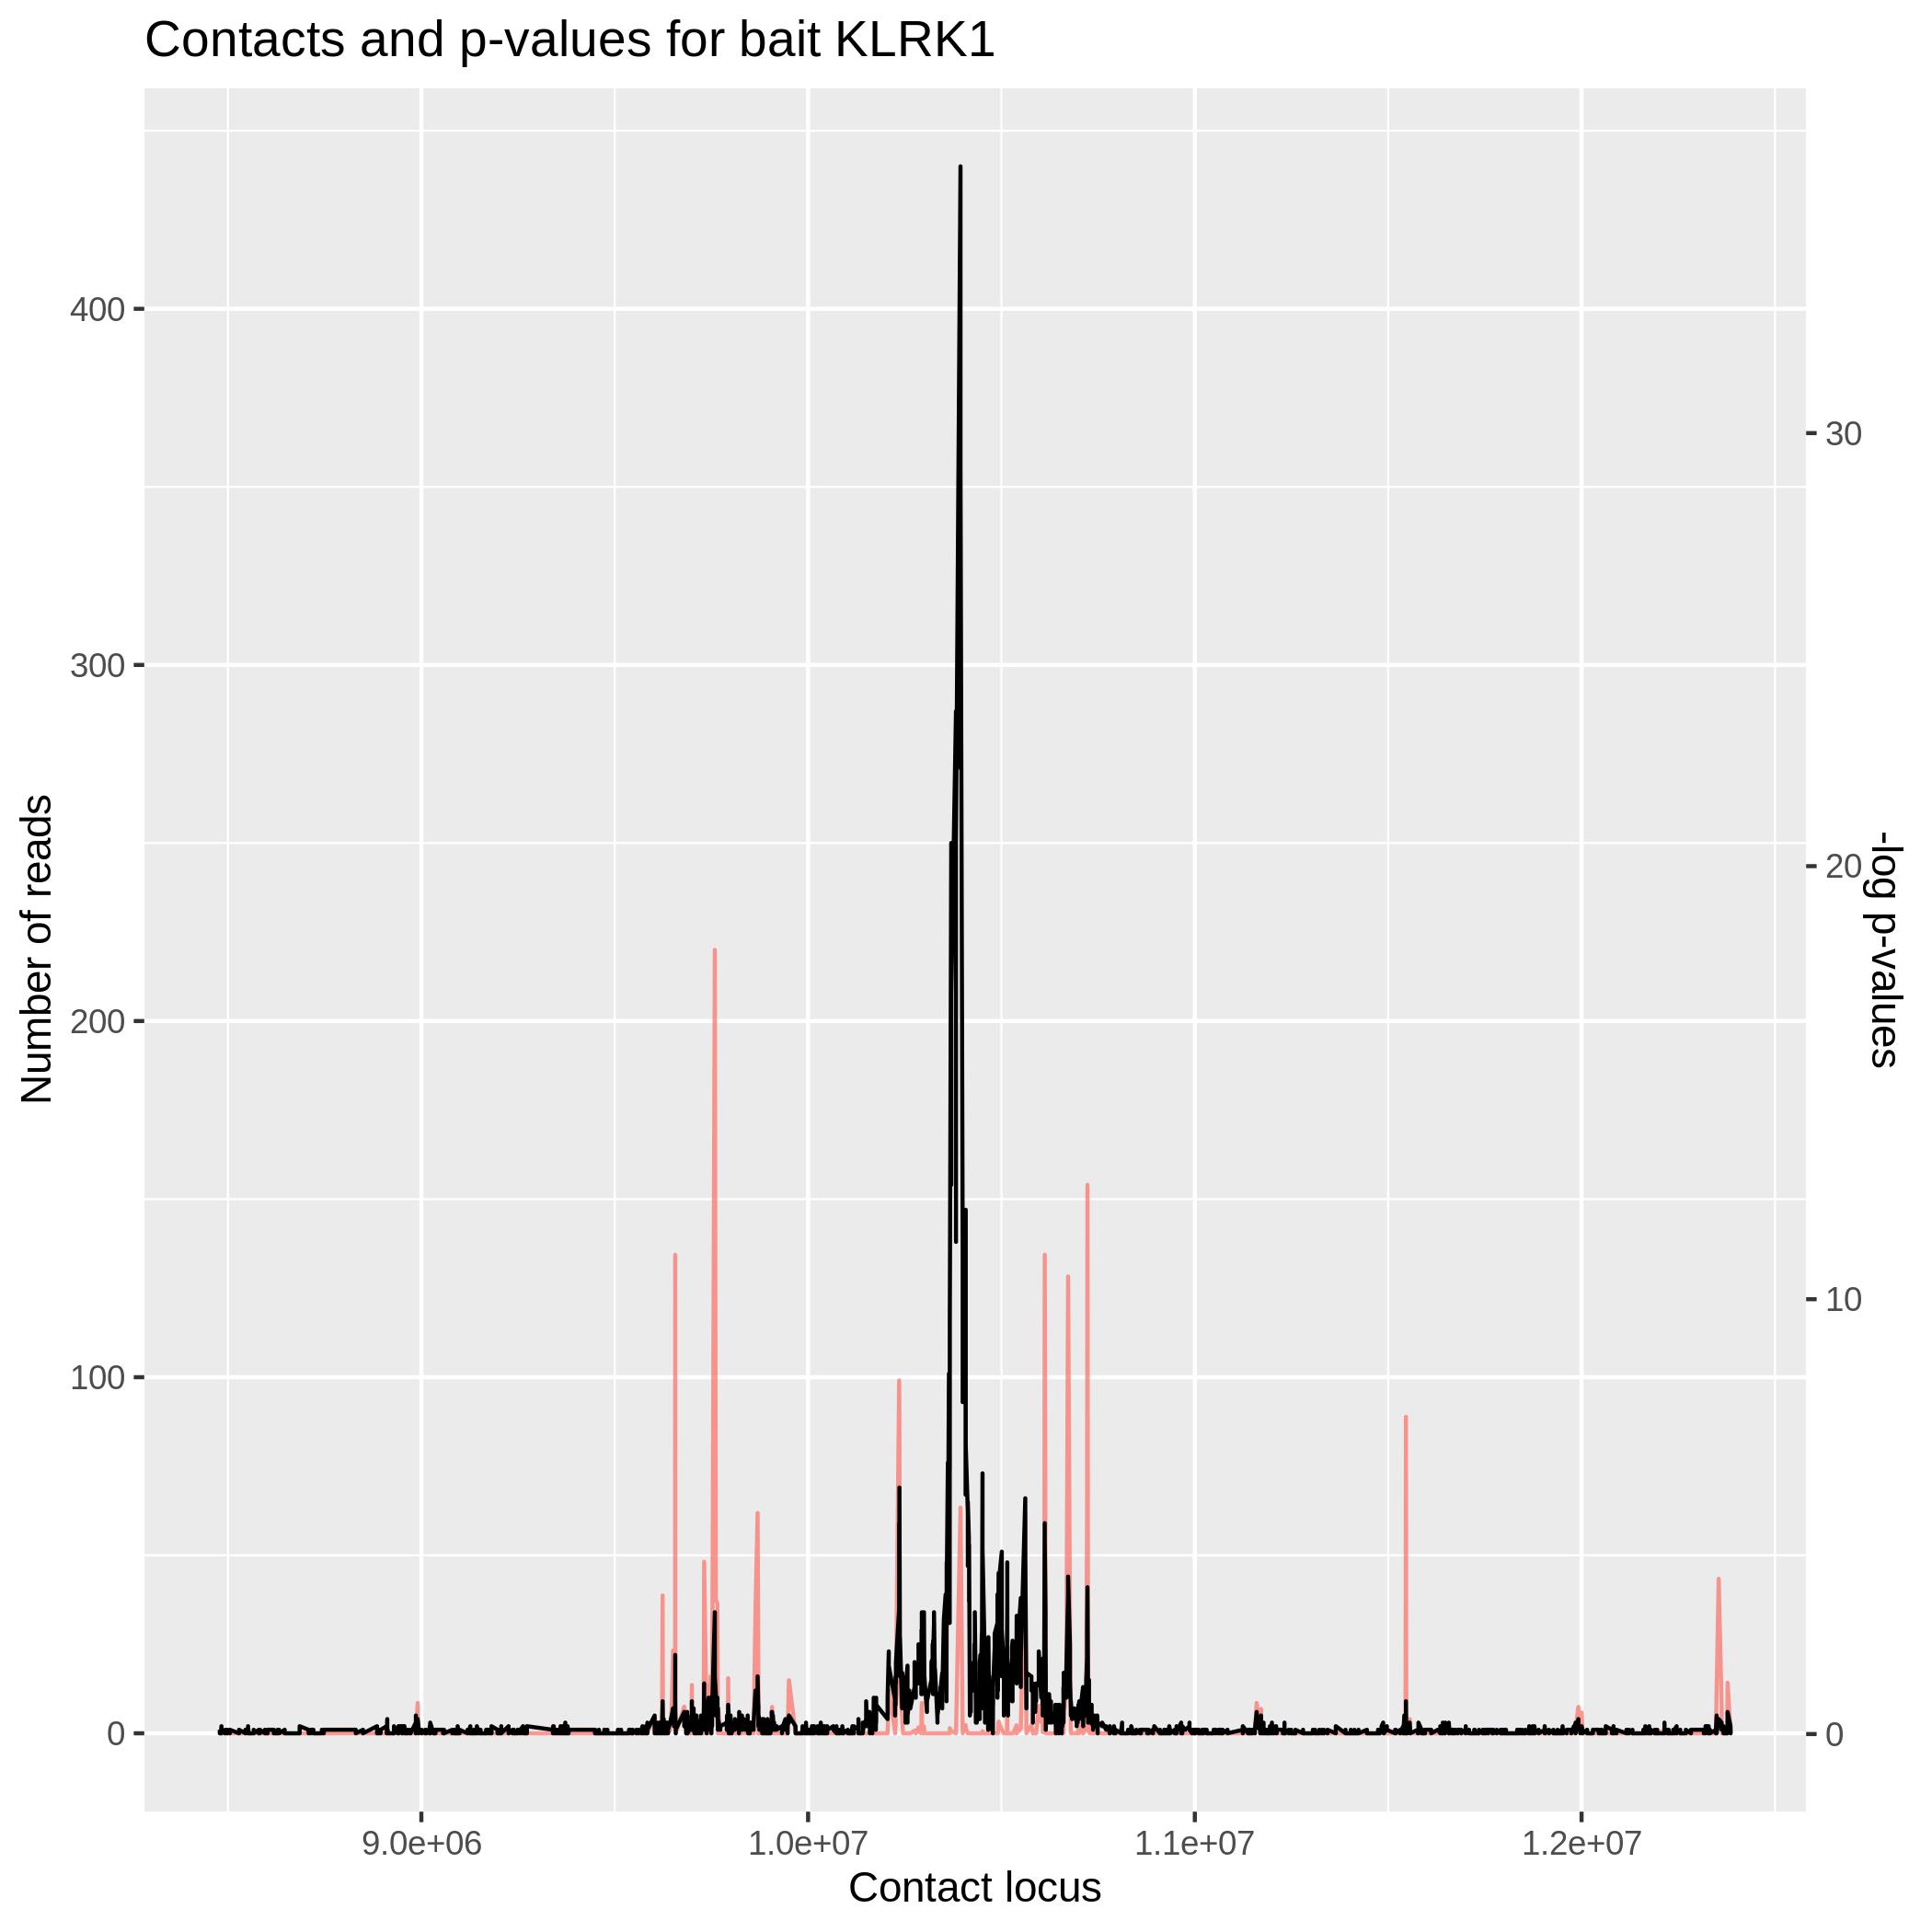 Contacts and p-values for bait KLRK1
400
300
200
100
0
Number of reads
30
20
10
0
-log p-values
9.0e+06
1.0e+07
1.1e+07
1.2e+07
Contact locus